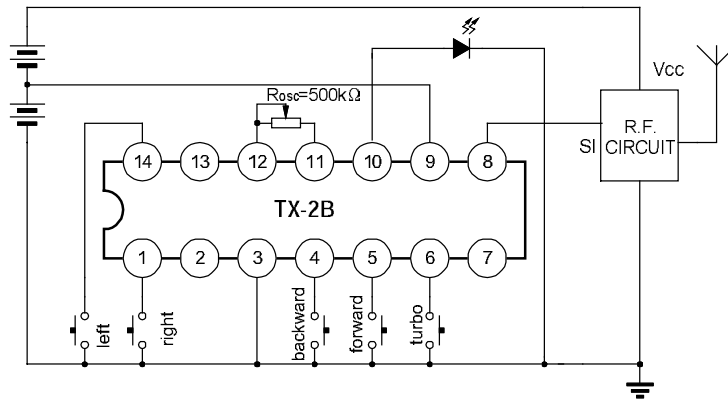 Vcc
Rosc=500kΩ
R.F.
SI CIRCUIT
14 13 12 11 10 9 8
TX-2B
1 2 3 4 5 6 7
left
right
backward
forward
turbo